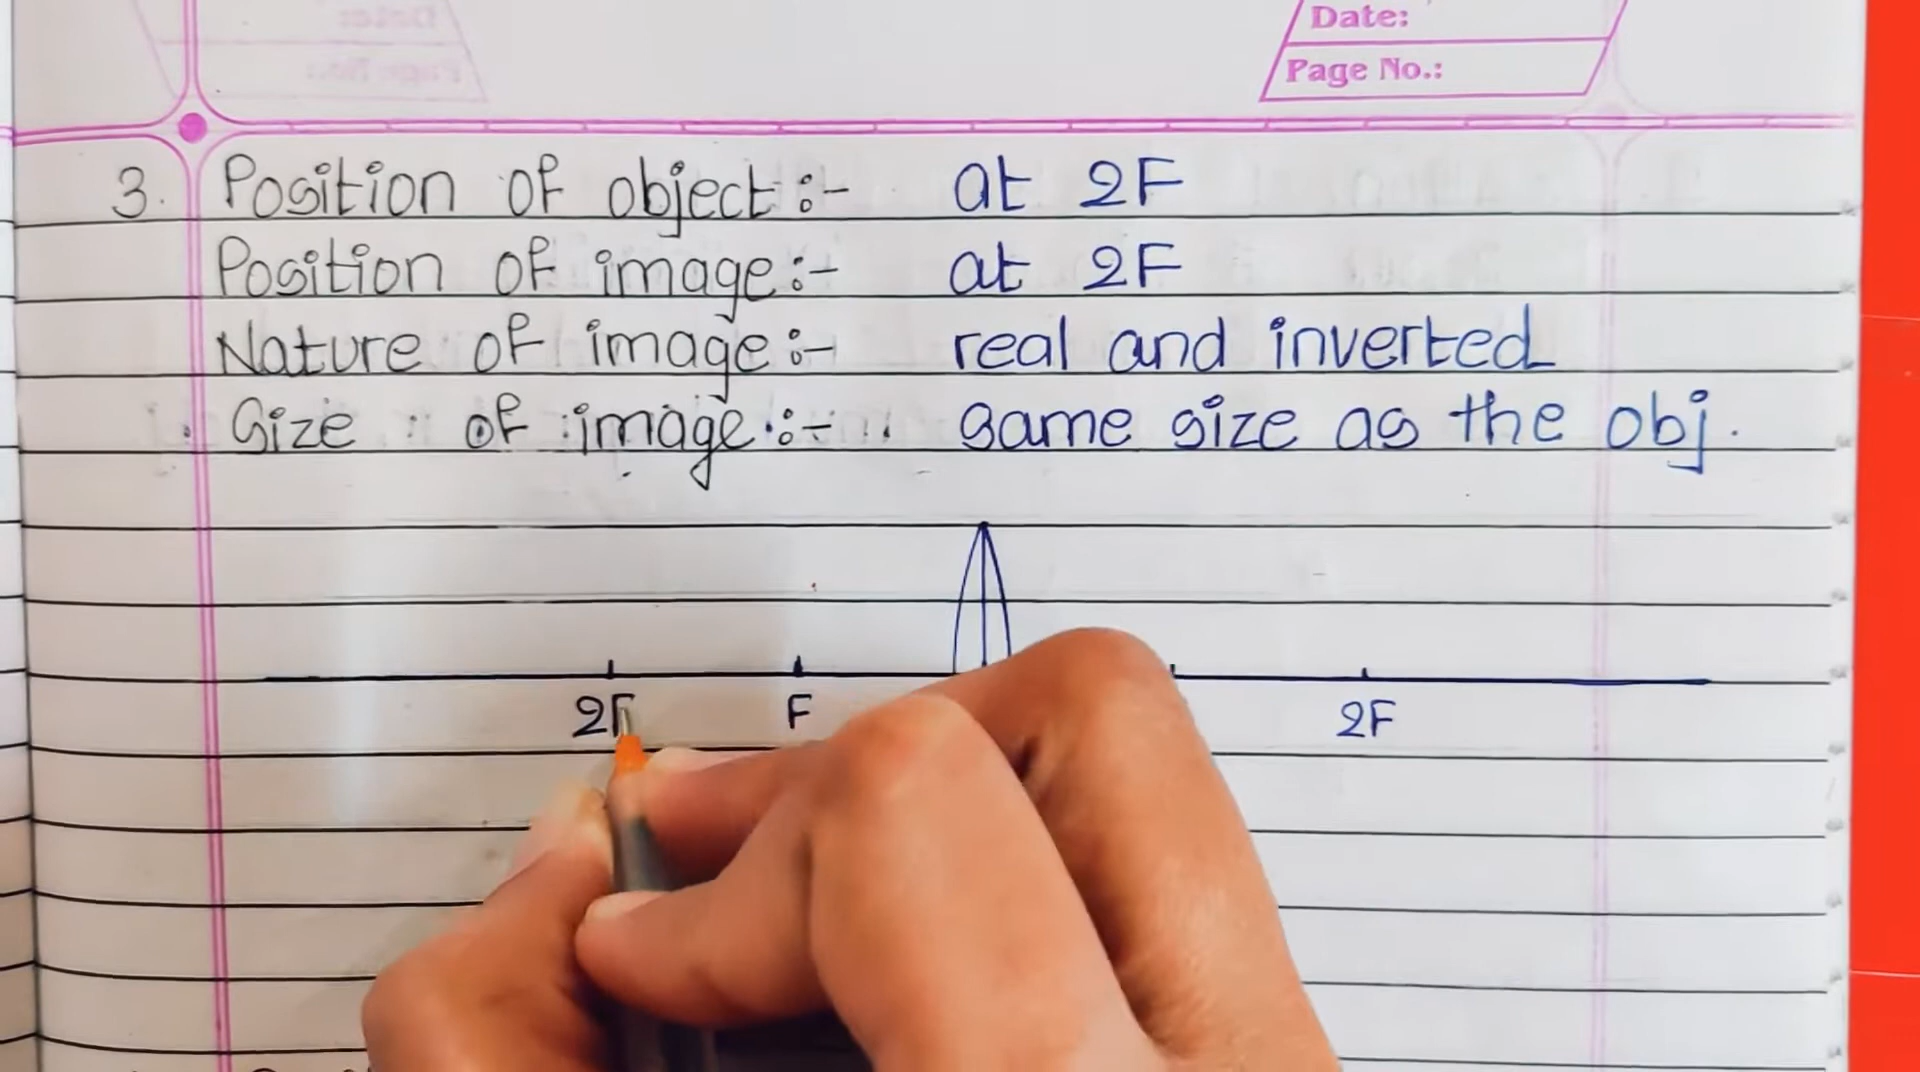 Date:
Page No.:
3. Position of object:- at 2F
Position of image:- at 2F
Nature of image:- real and inverted
Size of image:- same size as the obj.
2F F 2F